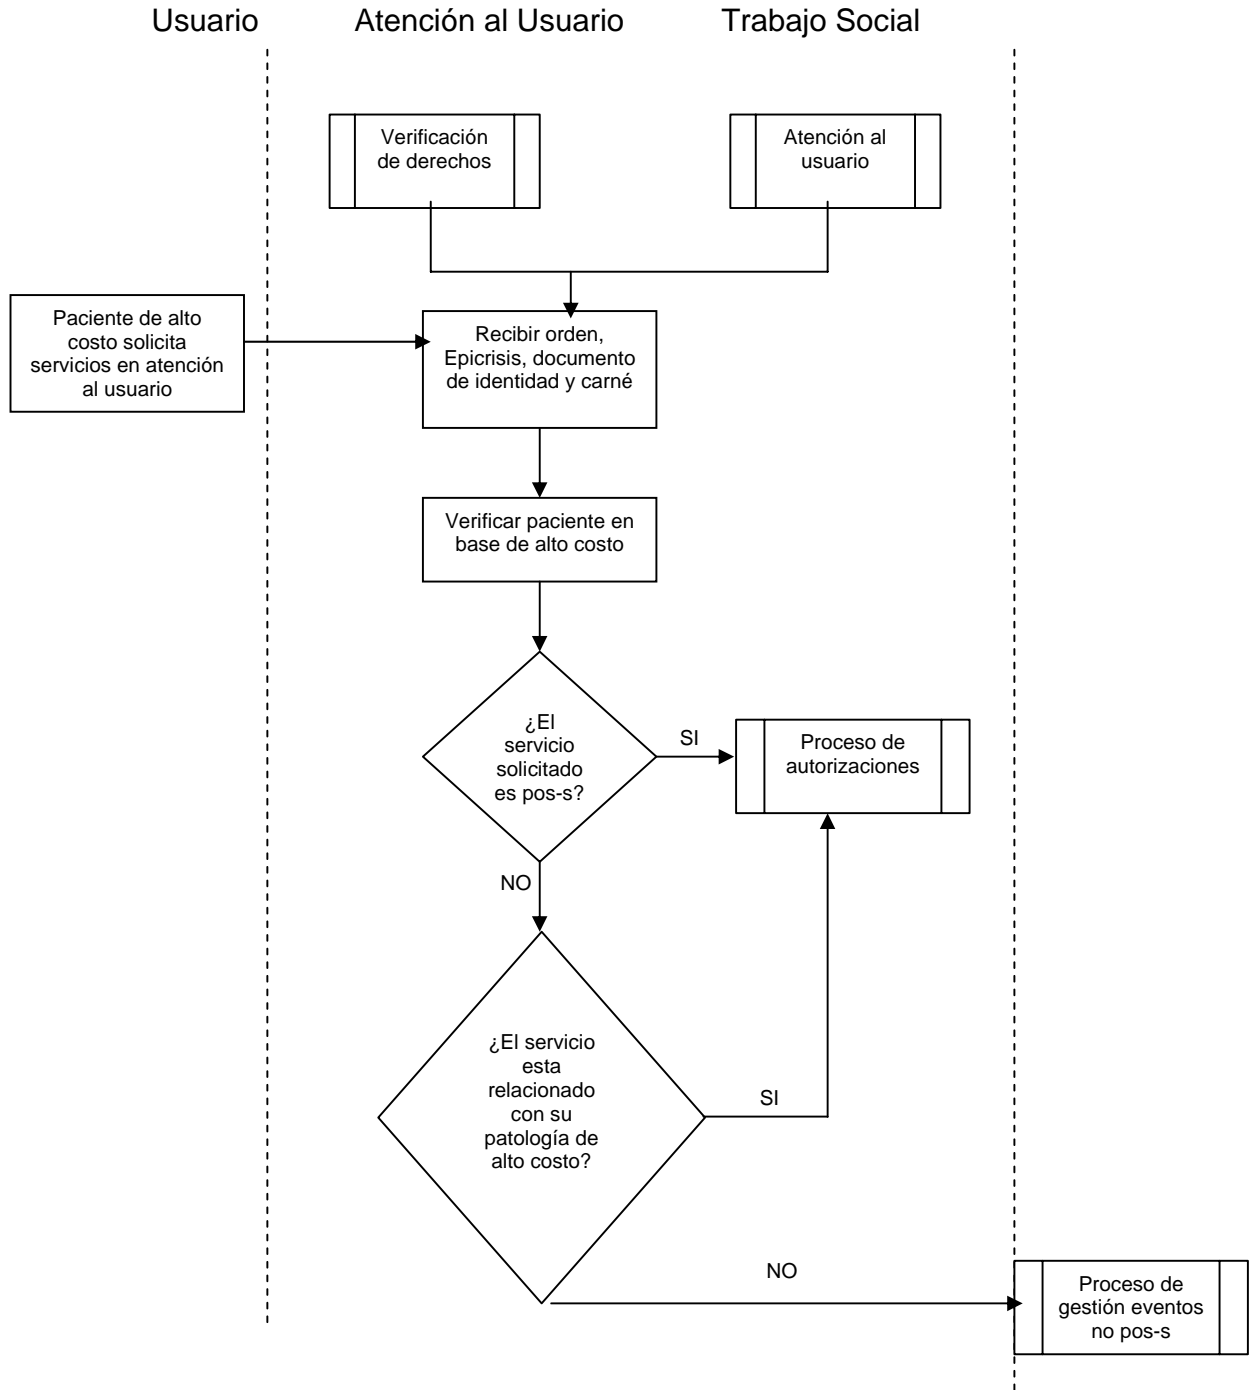 Usuario
Atención al Usuario
Trabajo Social
Verificación
de derechos
Atención al
usuario
Paciente de alto
costo solicita
servicios en atención
al usuario
Recibir orden,
Epicrisis, documento
de identidad y carné
Verificar paciente en
base de alto costo
¿El
servicio
solicitado
es pos-s?
SI
Proceso de
autorizaciones
NO
¿El servicio
esta
relacionado
con su
patología de
alto costo?
SI
NO
Proceso de
gestión eventos
no pos-s